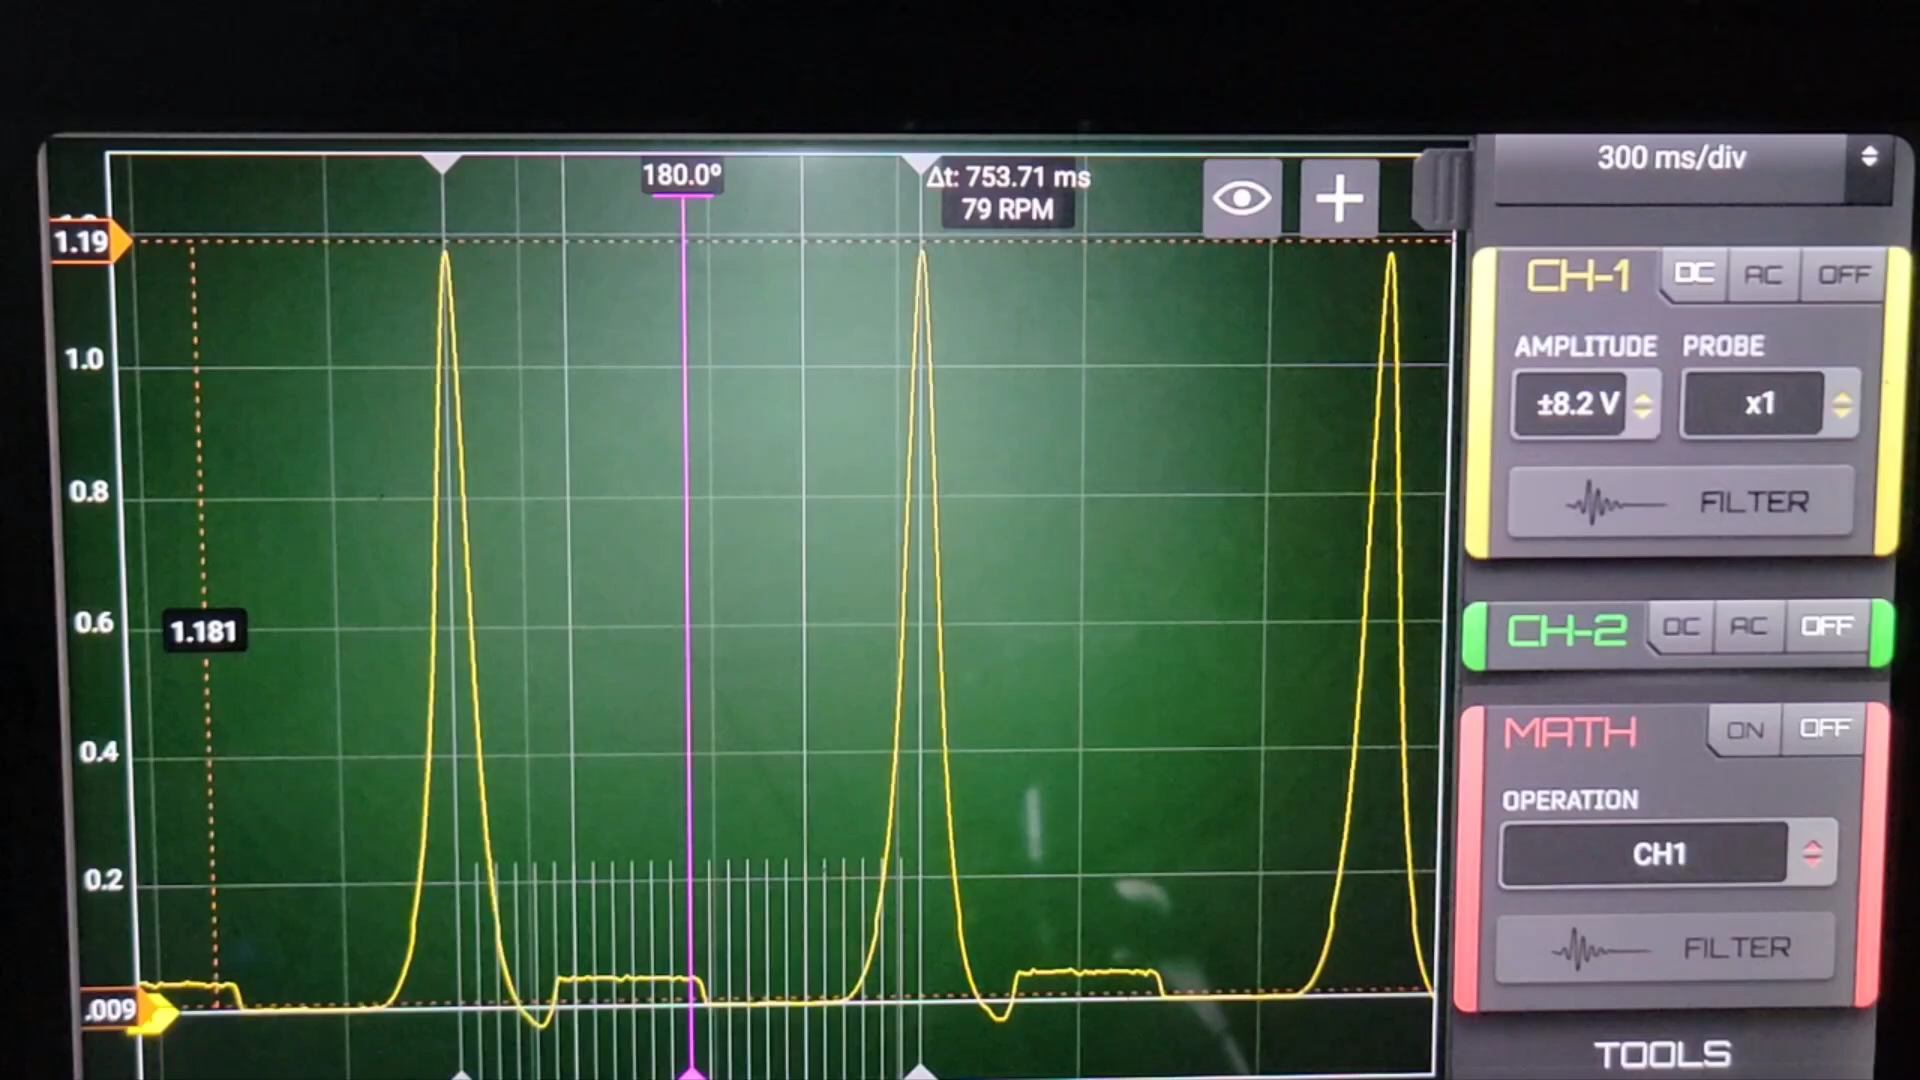 300 ms/div
180.0º
Δt: 753.71 ms
79 RPM
1.19
1.0
0.8
0.6
0.4
0.2
.009
1.181
CH-1 DC AC OFF
AMPLITUDE PROBE
±8.2 V x1
FILTER
CH-2 DC AC OFF
MATH ON OFF
OPERATION
CH1
FILTER
TOOLS